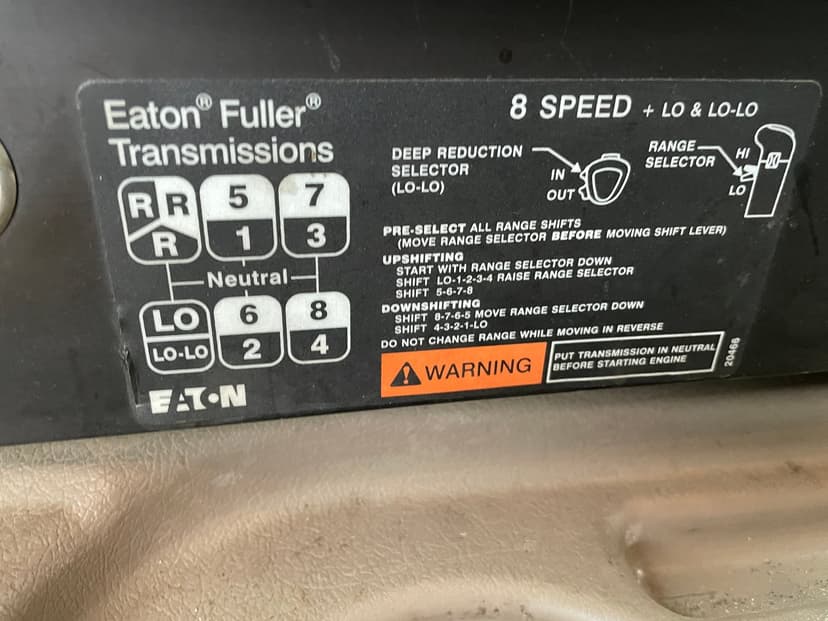 Eaton® Fuller®
Transmissions
8 SPEED + LO & LO-LO
DEEP REDUCTION
SELECTOR
(LO-LO)
IN
OUT
RANGE
SELECTOR
HI
LO
R R
R
5
1
7
3
Neutral
LO
LO-LO
6
2
8
4
EATON
PRE-SELECT ALL RANGE SHIFTS
(MOVE RANGE SELECTOR BEFORE MOVING SHIFT LEVER)
UPSHIFTING
START WITH RANGE SELECTOR DOWN
SHIFT LO-1-2-3-4 RAISE RANGE SELECTOR
SHIFT 5-6-7-8
DOWNSHIFTING
SHIFT 8-7-6-5 MOVE RANGE SELECTOR DOWN
SHIFT 4-3-2-1-LO
DO NOT CHANGE RANGE WHILE MOVING IN REVERSE
WARNING
PUT TRANSMISSION IN NEUTRAL
BEFORE STARTING ENGINE
20466